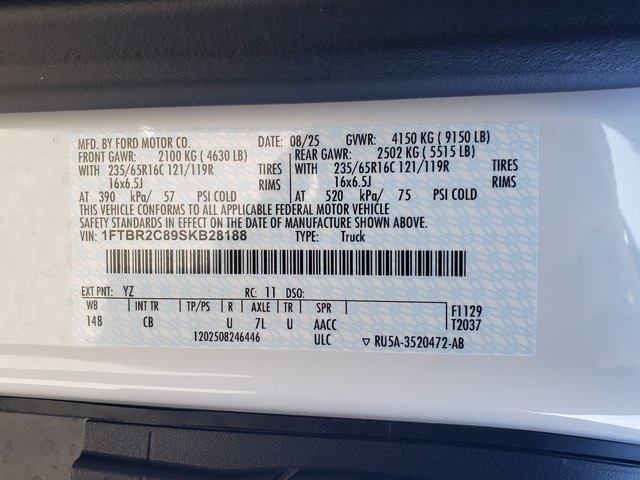 MFD. BY FORD MOTOR CO. DATE: 08/25 GVWR: 4150 KG ( 9150 LB)
FRONT GAWR: 2100 KG ( 4630 LB) REAR GAWR: 2502 KG ( 5515 LB)
WITH 235/65R16C 121/119R TIRES WITH 235/65R16C 121/119R TIRES
16x6.5J RIMS 16x6.5J RIMS
AT 390 kPa/ 57 PSI COLD AT 520 kPa/ 75 PSI COLD
THIS VEHICLE CONFORMS TO ALL APPLICABLE FEDERAL MOTOR VEHICLE
SAFETY STANDARDS IN EFFECT ON THE DATE OF MANUFACTURE SHOWN ABOVE.
VIN: 1FTBR2C89SKB28188 TYPE: Truck
EXT PNT: YZ RC: 11 DSO:
WB INT TR TP/PS R AXLE TR SPR F1129
14B CB U 7L U AACC T2037
1202508246446 ULC ▽ RU5A-3520472-AB